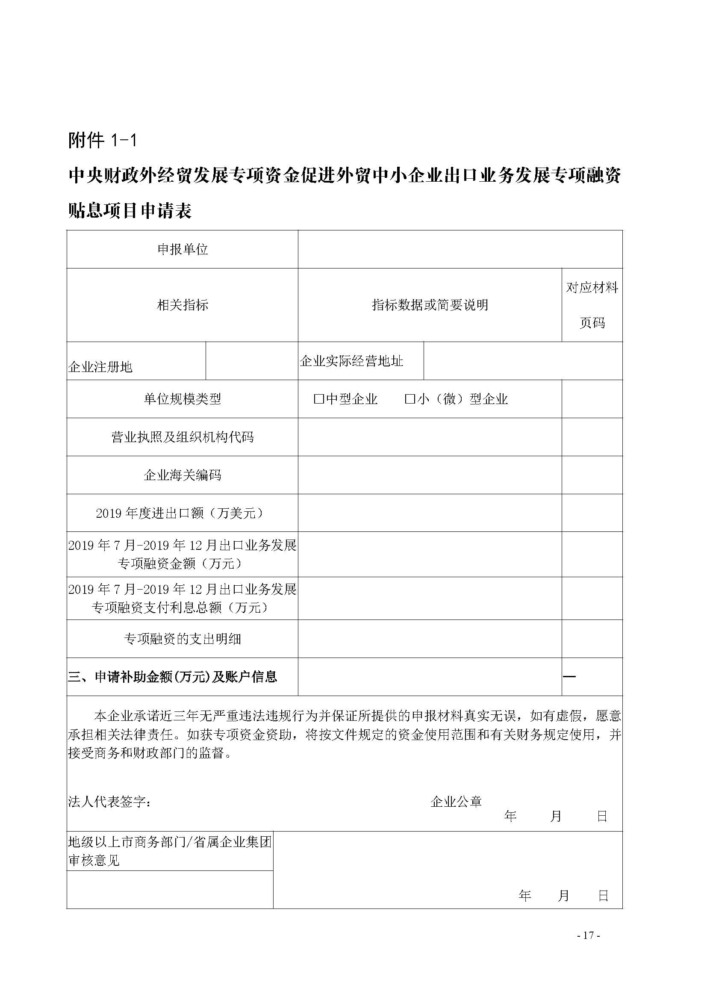 附件 1-1
中央财政外经贸发展专项资金促进外贸中小企业出口业务发展专项融资
贴息项目申请表
申报单位
相关指标
指标数据或简要说明
对应材料
页码
企业注册地
企业实际经营地址
单位规模类型
□中型企业 □小（微）型企业
营业执照及组织机构代码
企业海关编码
2019 年度进出口额（万美元）
2019 年 7 月-2019 年 12 月出口业务发展
专项融资金额（万元）
2019 年 7 月-2019 年 12 月出口业务发展
专项融资支付利息总额（万元）
专项融资的支出明细
三、申请补助金额(万元)及账户信息
—
本企业承诺近三年无严重违法违规行为并保证所提供的申报材料真实无误，如有虚假，愿意
承担相关法律责任。如获专项资金资助，将按文件规定的资金使用范围和有关财务规定使用，并
接受商务和财政部门的监督。
法人代表签字： 企业公章
年 月 日
地级以上市商务部门/省属企业集团
审核意见
年 月 日
- 17 -